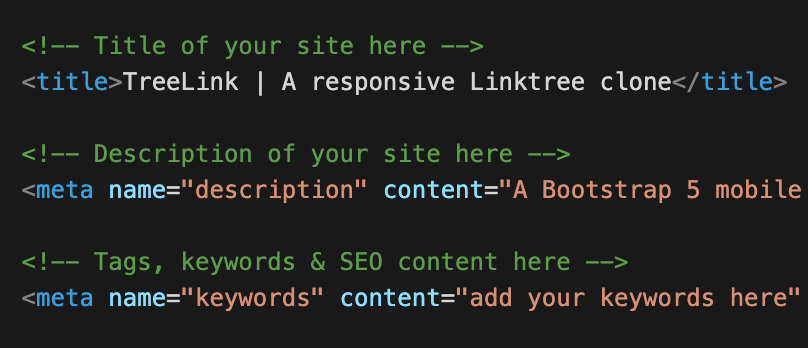 <!-- Title of your site here -->
<title>TreeLink | A responsive Linktree clone</title>
<!-- Description of your site here -->
<meta name="description" content="A Bootstrap 5 mobile
<!-- Tags, keywords & SEO content here -->
<meta name="keywords" content="add your keywords here"